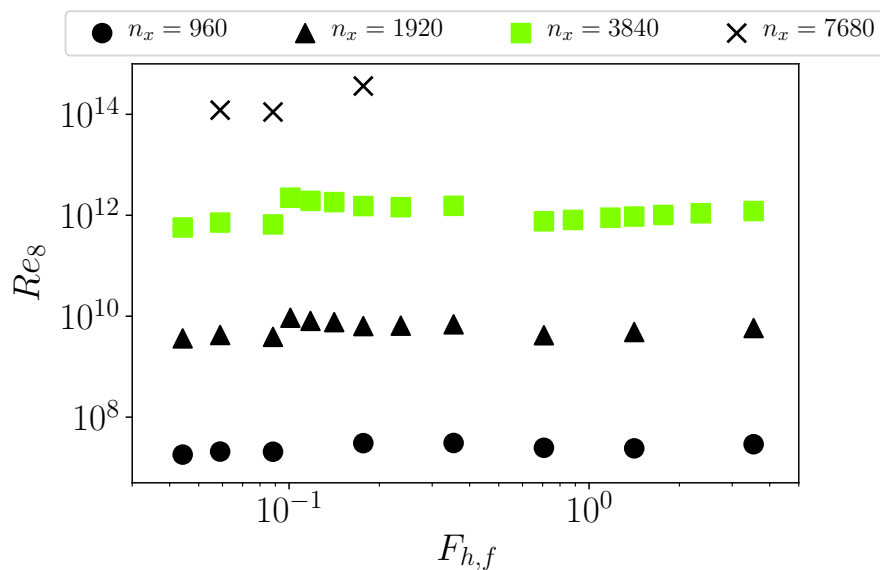 n_x = 960 n_x = 1920 n_x = 3840 n_x = 7680
10^14
10^12
10^10
10^8
Re_8
10^−1 10^0
F_{h,f}